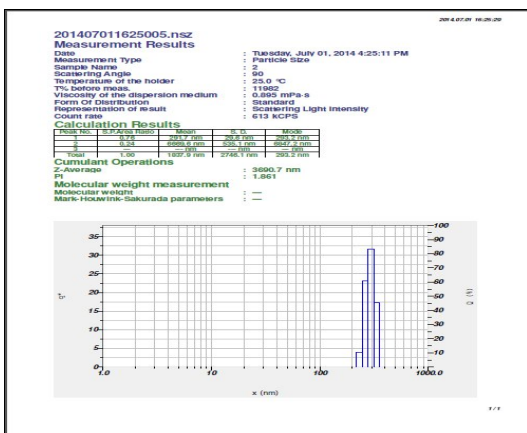 2014.07.01 16:25:29
201407011625005.nsz
Measurement Results
Date : Tuesday, July 01, 2014 4:25:11 PM
Measurement Type : Particle Size
Sample Name : 2
Scattering Angle : 90
Temperature of the holder : 25.0 °C
T% before meas. : 11982
Viscosity of the dispersion medium : 0.895 mPa·s
Form Of Distribution : Standard
Representation of result : Scattering Light Intensity
Count rate : 613 kCPS
Calculation Results
Peak No. S.P.Area Ratio Mean S. D. Mode
1 0.76 291.7 nm 29.6 nm 293.2 nm
2 0.24 6669.6 nm 535.1 nm 6847.2 nm
3 --- --- nm --- nm --- nm
Total 1.00 1837.9 nm 2746.1 nm 293.2 nm
Cumulant Operations
Z-Average : 3690.7 nm
PI : 1.861
Molecular weight measurement
Molecular weight : ---
Mark-Houwink-Sakurada parameters : ---
35 30 25 20 15 10 5 0
100 90 80 70 60 50 40 30 20 10
1.0 10 100 1000.0
x (nm)
1 / 1